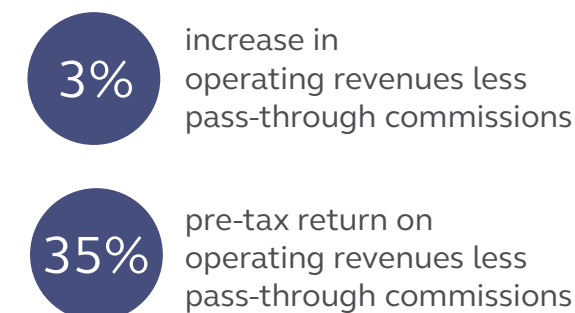 3%
increase in
operating revenues less
pass-through commissions
35%
pre-tax return on
operating revenues less
pass-through commissions